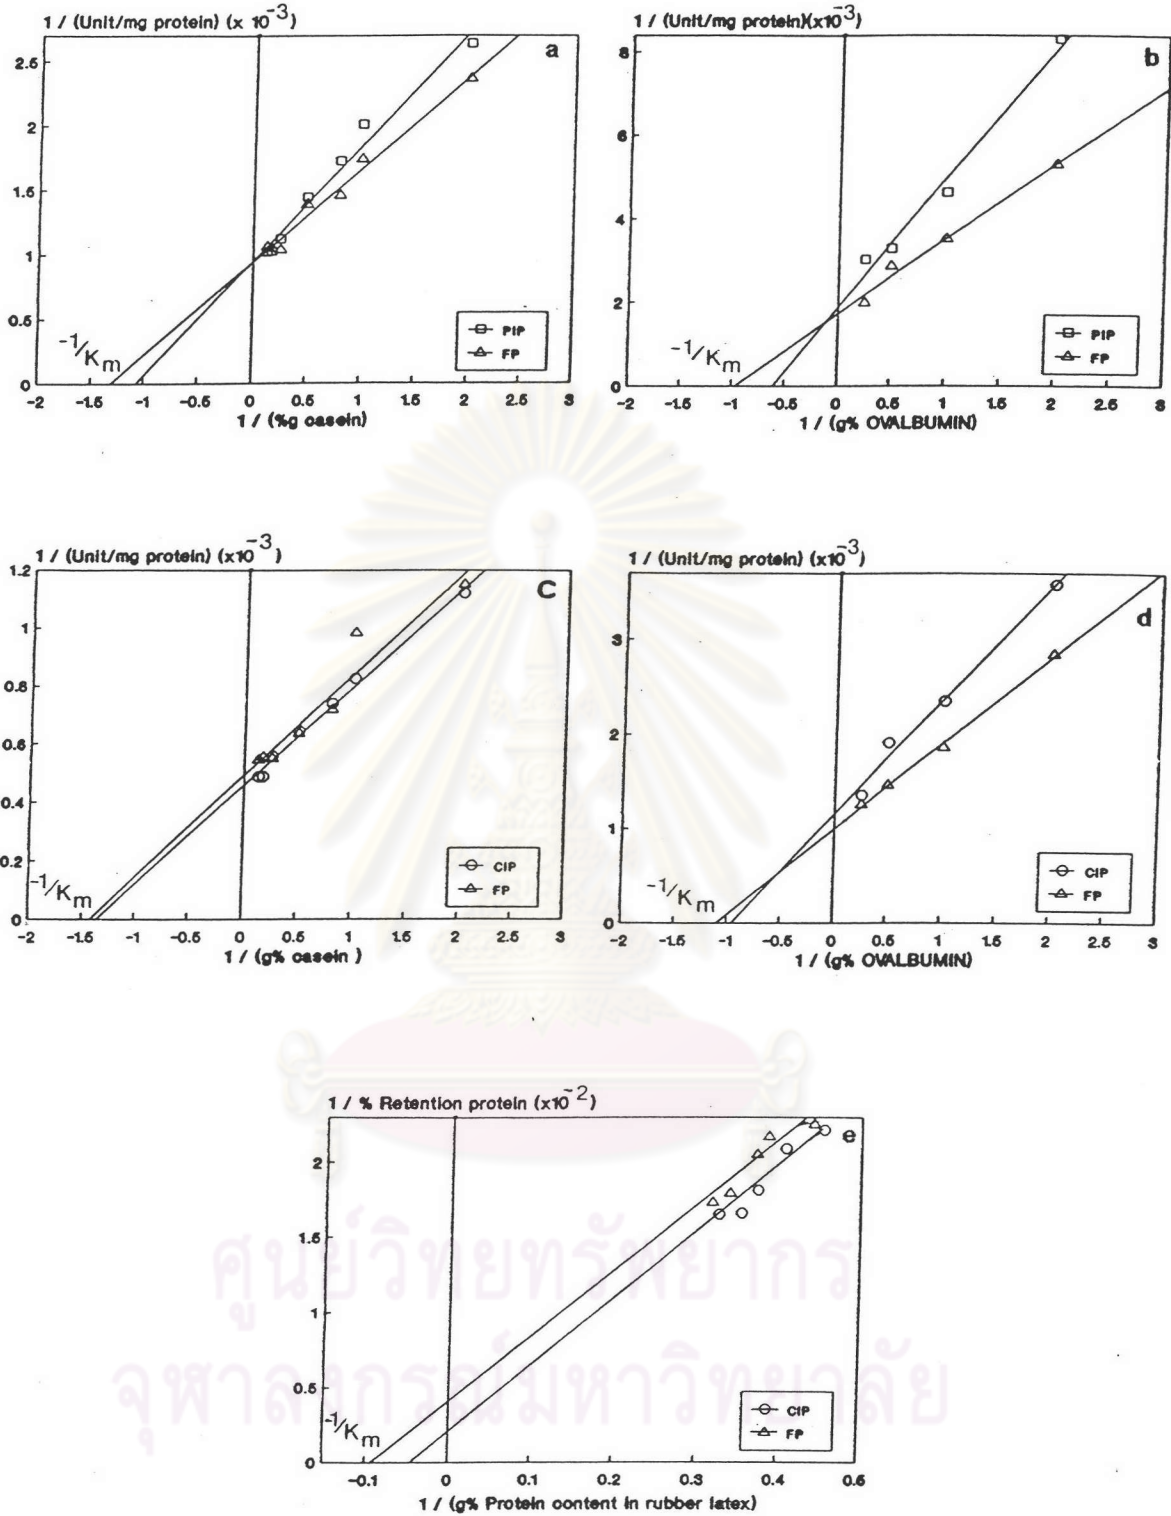 1 / (Unit/mg protein) (x 10⁻³)
a
2.5
2
1.5
1
0.5
0
-1/Km
PIP
FP
-2 -1.5 -1 -0.5 0 0.5 1 1.5 2 2.5 3
1 / (%g casein)
1 / (Unit/mg protein)(x10⁻³)
b
8
6
4
2
0
-1/Km
PIP
FP
-2 -1.5 -1 -0.5 0 0.5 1 1.5 2 2.5 3
1 / (g% OVALBUMIN)
1 / (Unit/mg protein) (x10⁻³)
C
1.2
1
0.8
0.6
0.4
0.2
0
-1/Km
CIP
FP
-2 -1.5 -1 -0.5 0 0.5 1 1.5 2 2.5 3
1 / (g% casein )
1 / (Unit/mg protein) (x10⁻³)
d
3
2
1
0
-1/Km
CIP
FP
-2 -1.5 -1 -0.5 0 0.5 1 1.5 2 2.5 3
1 / (g% OVALBUMIN)
1 / % Retention protein (x10⁻²)
e
2
1.5
1
0.5
0
-1/Km
CIP
FP
-0.1 0 0.1 0.2 0.3 0.4 0.5
1 / (g% Protein content in rubber latex)
ศูนย์วิทยทรัพยากร
จุฬาลงกรณ์มหาวิทยาลัย